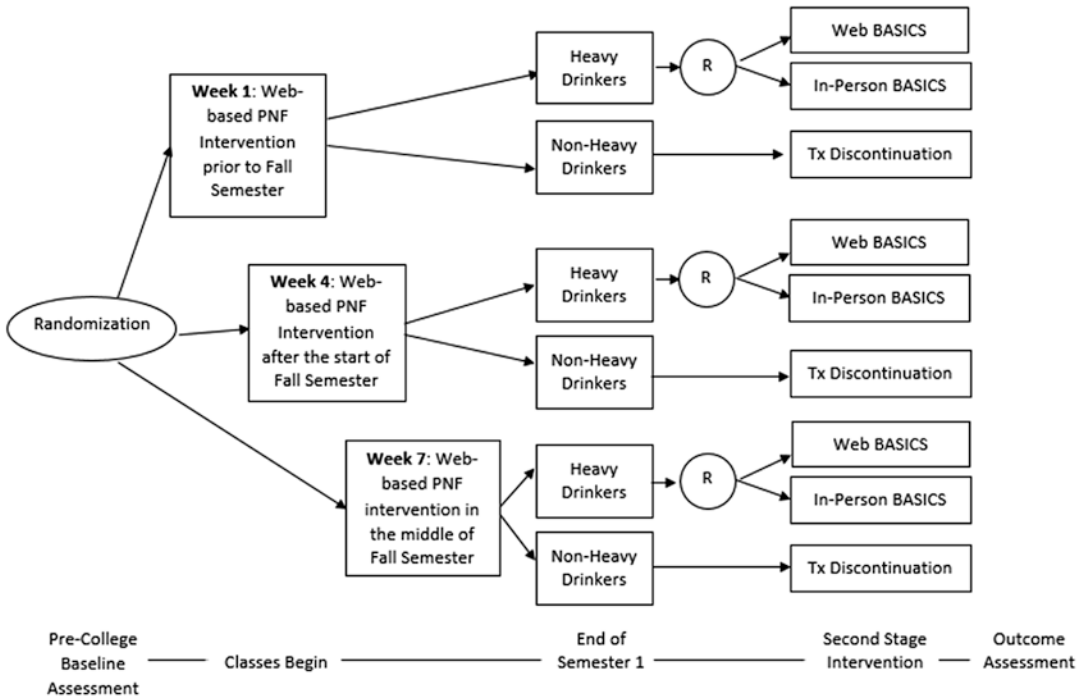 Randomization
Week 1: Web-
based PNF
Intervention
prior to Fall
Semester
Heavy
Drinkers
R
Web BASICS
In-Person BASICS
Non-Heavy
Drinkers
Tx Discontinuation
Week 4: Web-
based PNF
Intervention
after the start of
Fall Semester
Heavy
Drinkers
R
Web BASICS
In-Person BASICS
Non-Heavy
Drinkers
Tx Discontinuation
Week 7: Web-
based PNF
intervention in
the middle of
Fall Semester
Heavy
Drinkers
R
Web BASICS
In-Person BASICS
Non-Heavy
Drinkers
Tx Discontinuation
Pre-College
Baseline
Assessment
Classes Begin
End of
Semester 1
Second Stage
Intervention
Outcome
Assessment